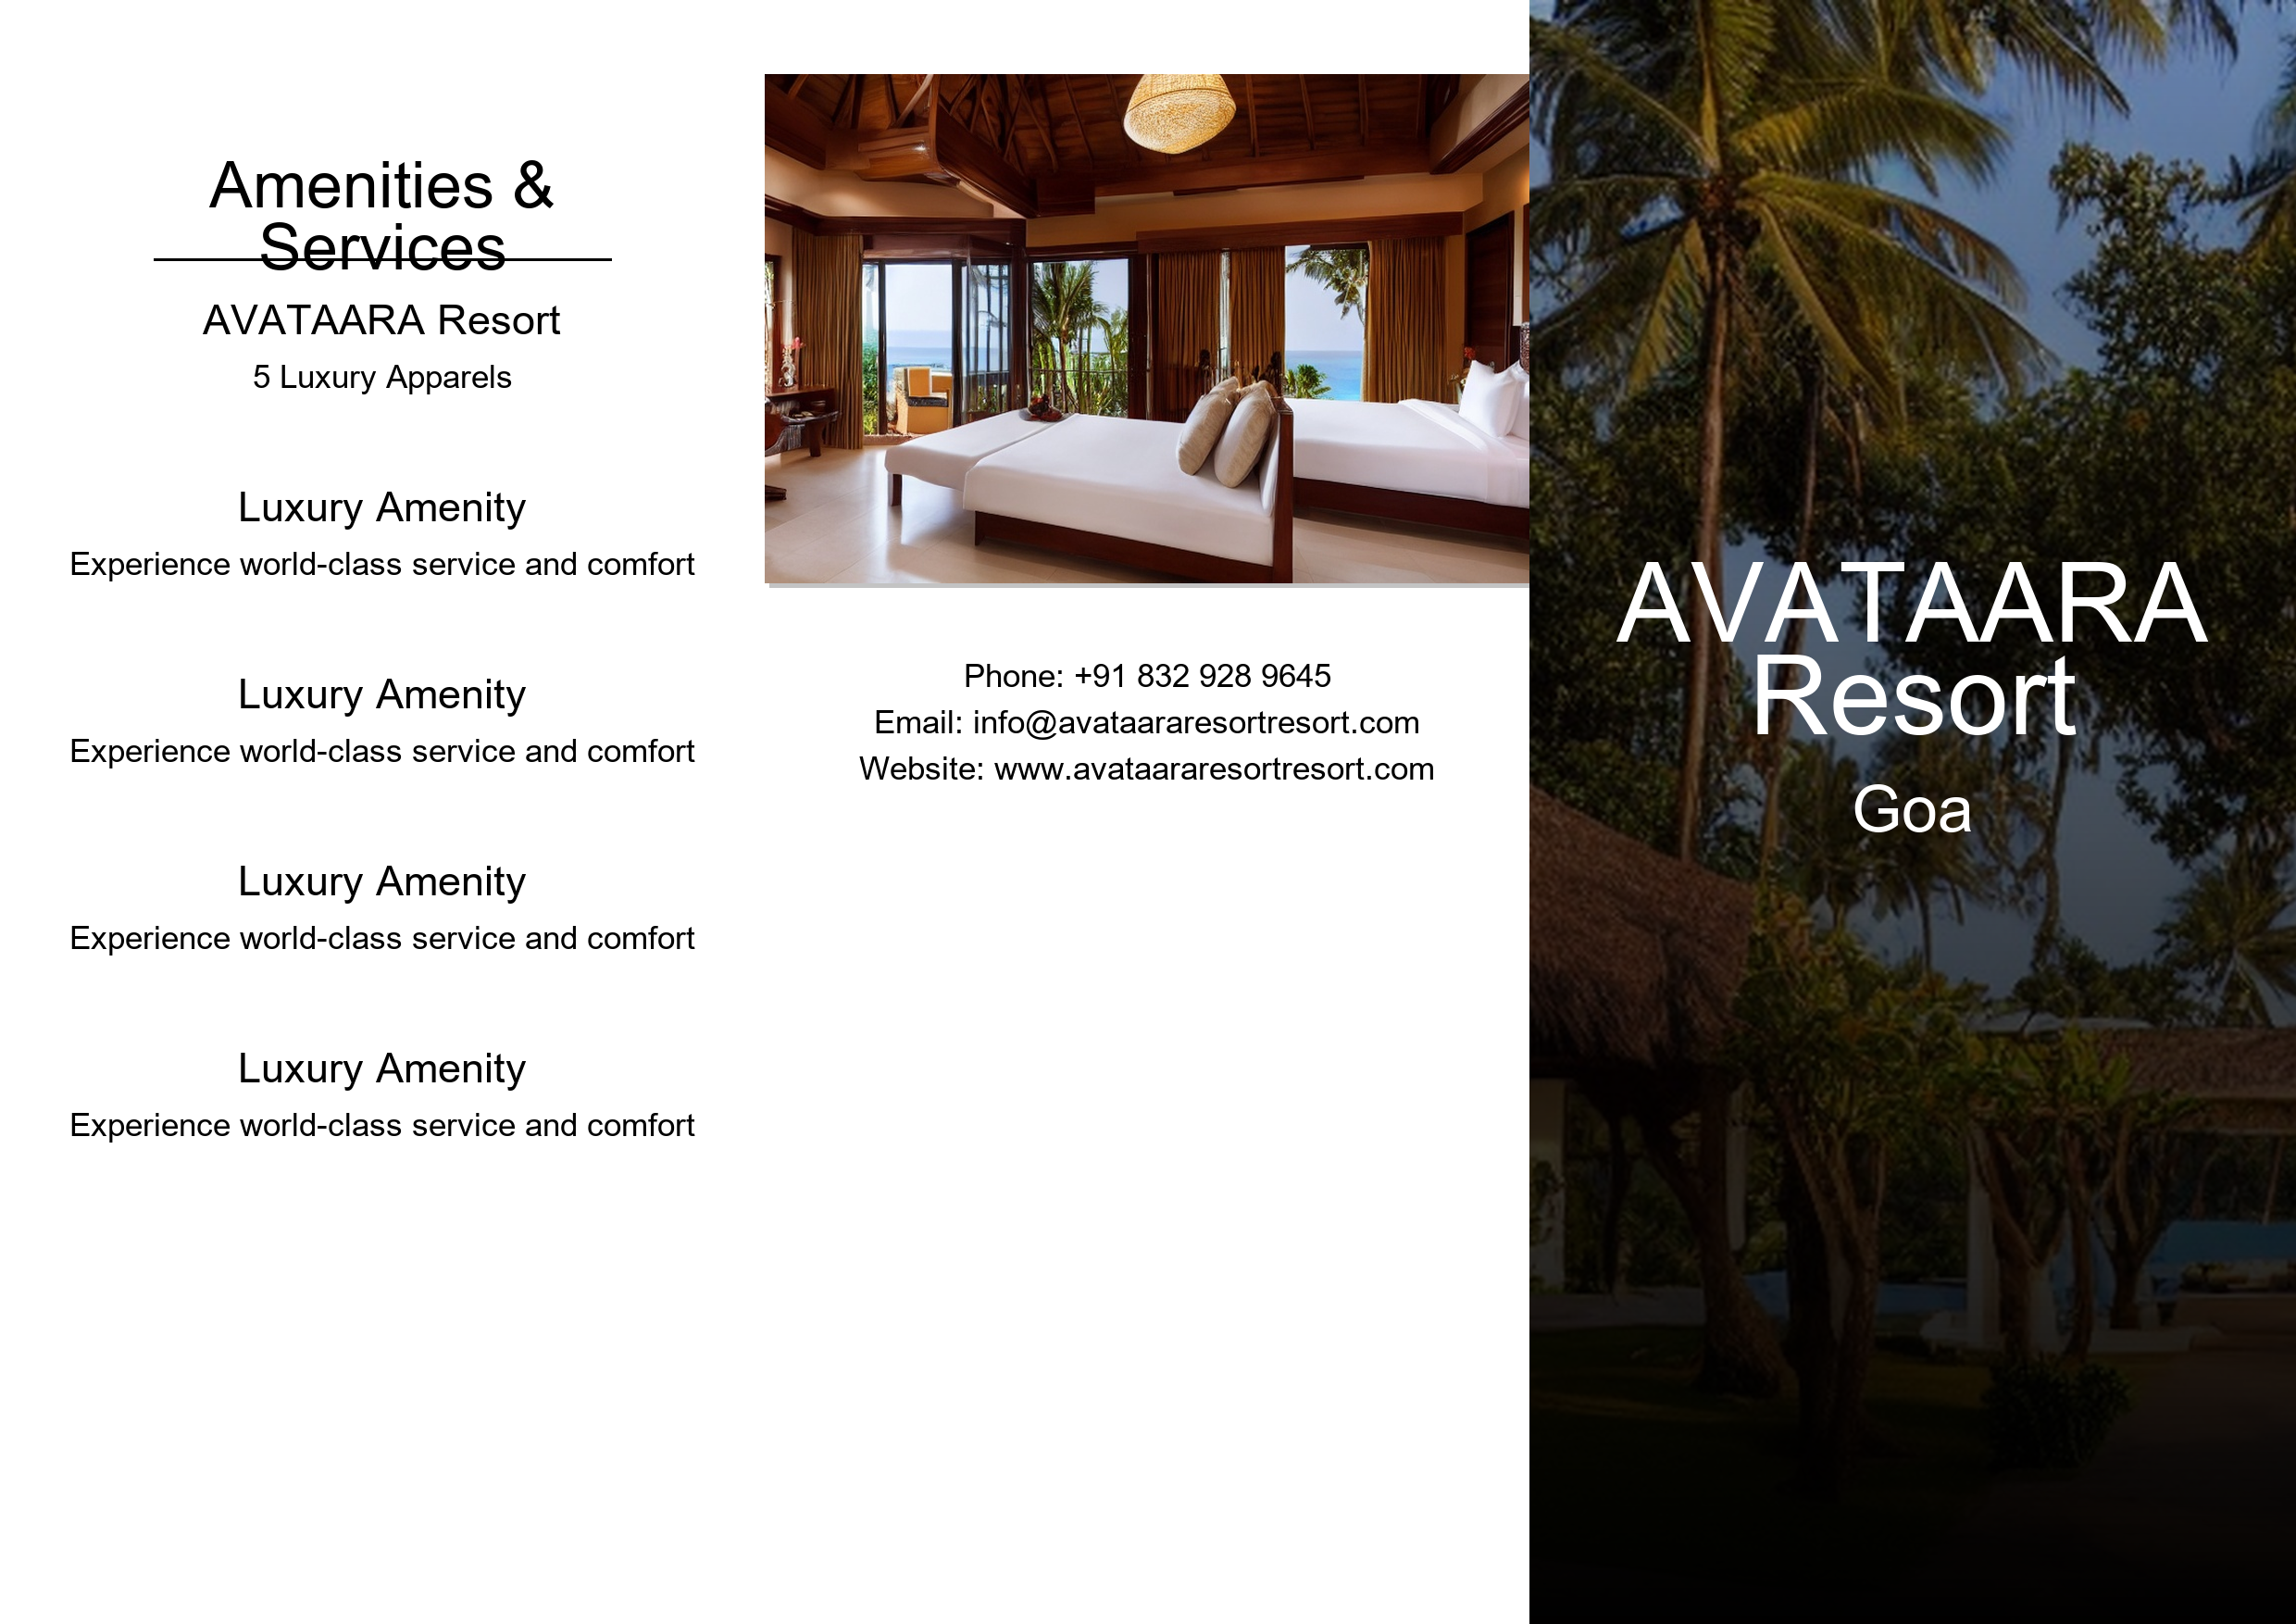 Amenities &
Services
AVATAARA Resort
5 Luxury Apparels
Luxury Amenity
Experience world-class service and comfort
Luxury Amenity
Experience world-class service and comfort
Luxury Amenity
Experience world-class service and comfort
Luxury Amenity
Experience world-class service and comfort
Phone: +91 832 928 9645
Email: info@avataararesortresort.com
Website: www.avataararesortresort.com
AVATAARA
Resort
Goa